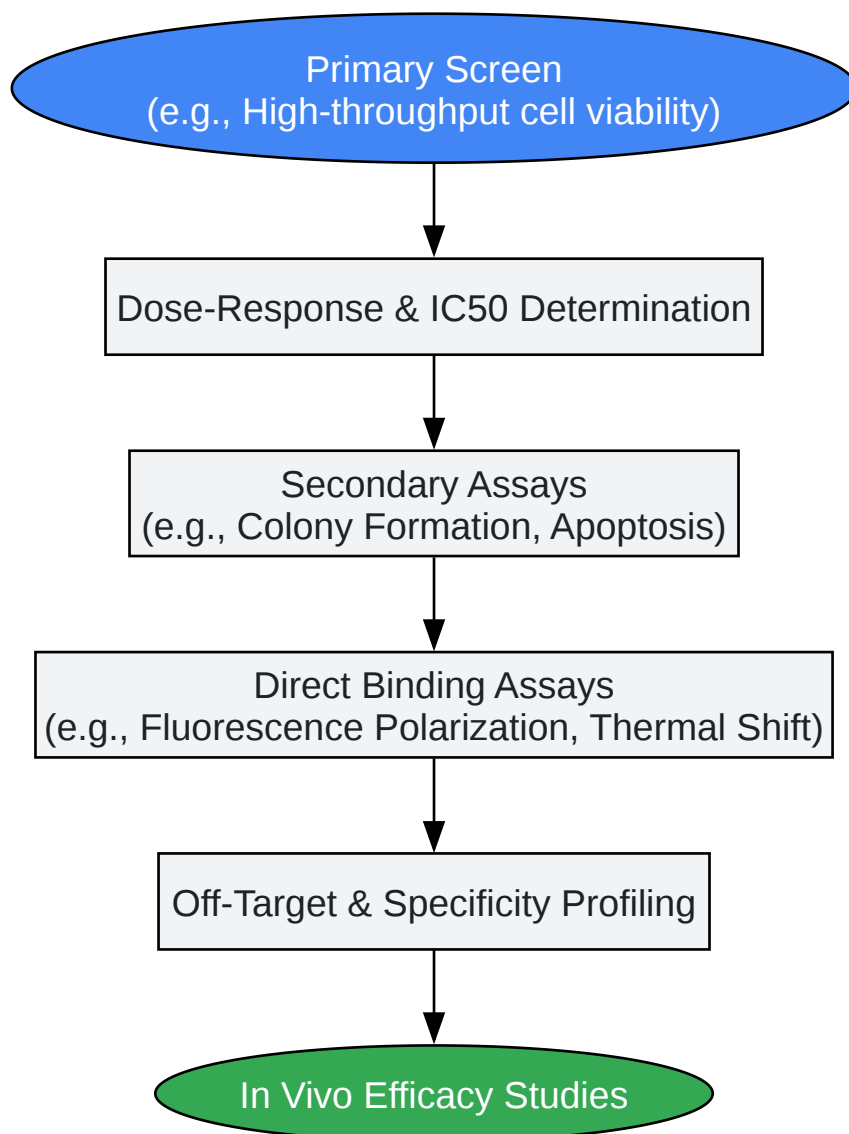 Primary Screen
(e.g., High-throughput cell viability)
Dose-Response & IC50 Determination
Secondary Assays
(e.g., Colony Formation, Apoptosis)
Direct Binding Assays
(e.g., Fluorescence Polarization, Thermal Shift)
Off-Target & Specificity Profiling
In Vivo Efficacy Studies